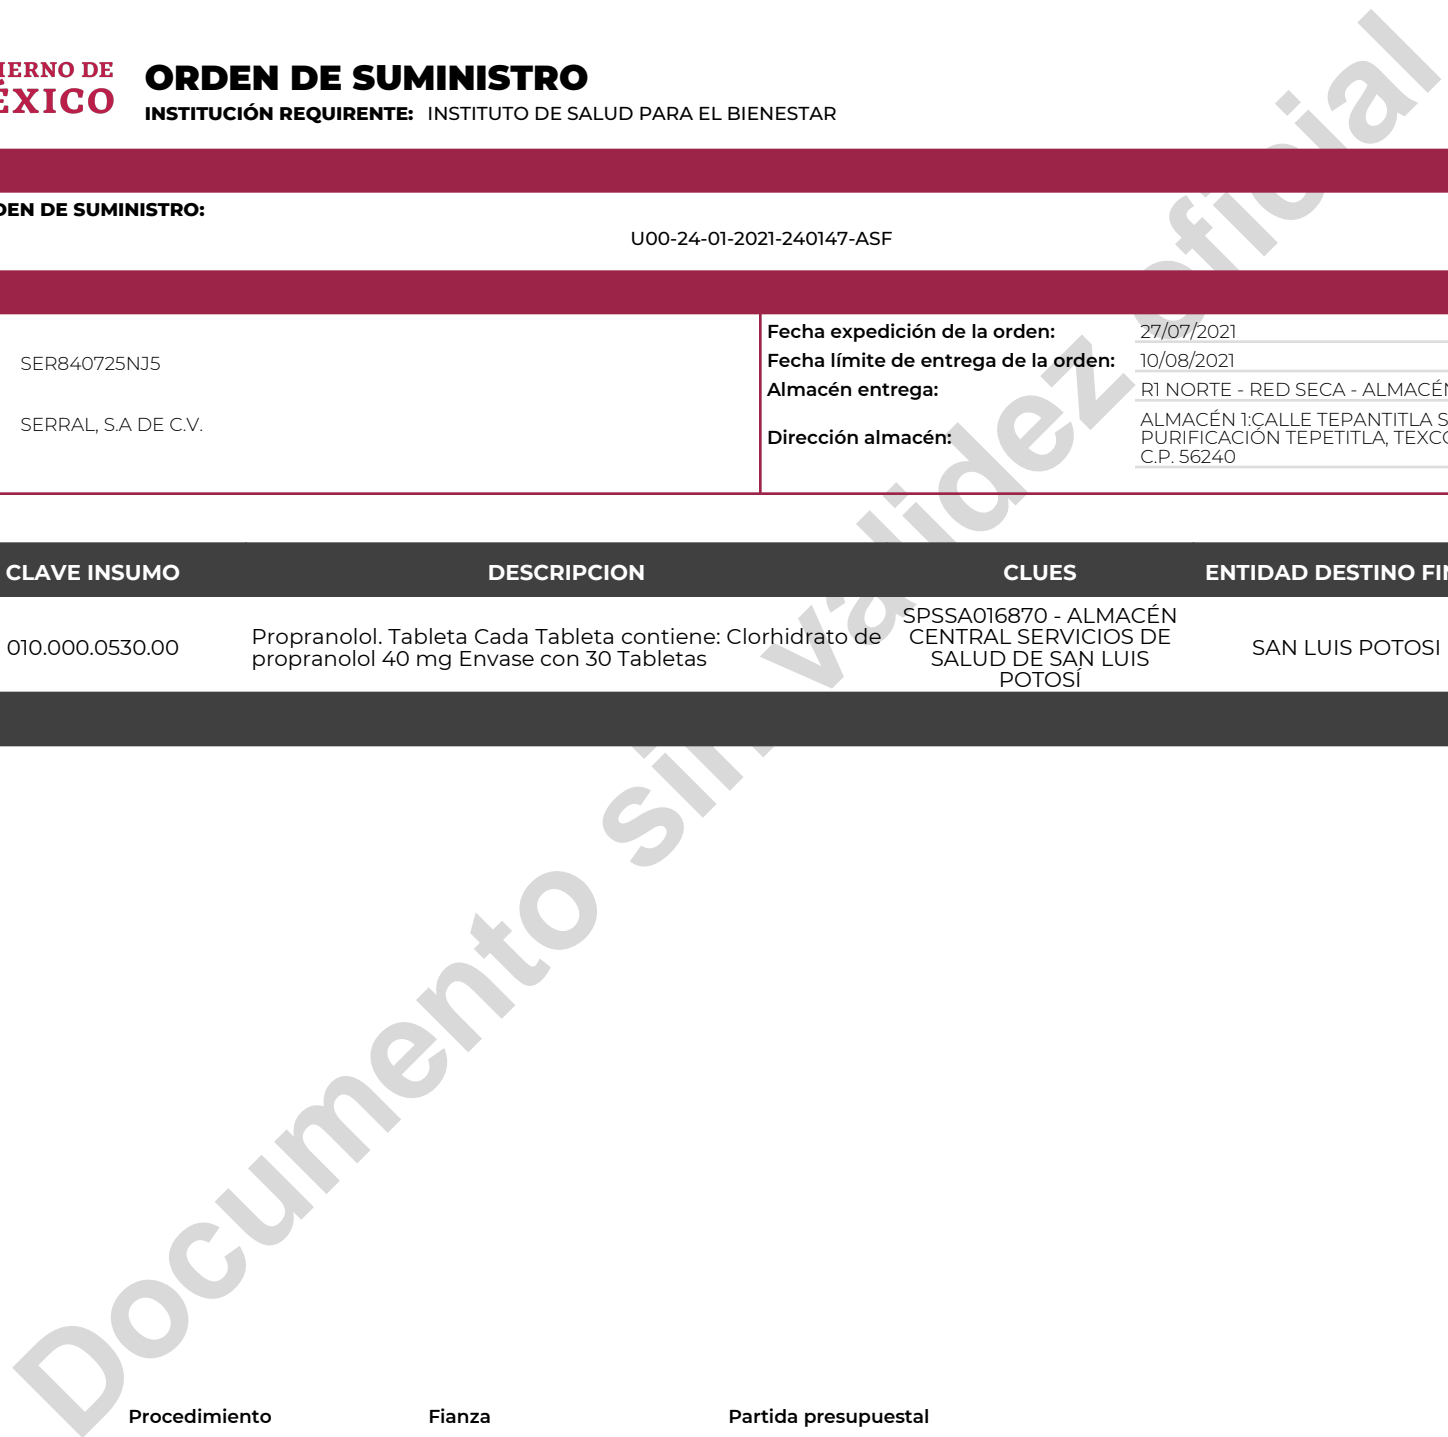 IERNO DE
ÉXICO
ORDEN DE SUMINISTRO
INSTITUCIÓN REQUIRENTE: INSTITUTO DE SALUD PARA EL BIENESTAR
DEN DE SUMINISTRO:
U00-24-01-2021-240147-ASF
SER840725NJ5
SERRAL, S.A DE C.V.
Fecha expedición de la orden: 27/07/2021
Fecha límite de entrega de la orden: 10/08/2021
Almacén entrega: R1 NORTE - RED SECA - ALMACÉN
Dirección almacén:
ALMACÉN 1:CALLE TEPANTITLA S
PURIFICACIÓN TEPETITLA, TEXCO
C.P. 56240
CLAVE INSUMO DESCRIPCION CLUES ENTIDAD DESTINO FIN
010.000.0530.00
Propranolol. Tableta Cada Tableta contiene: Clorhidrato de
propranolol 40 mg Envase con 30 Tabletas
SPSSA016870 - ALMACÉN
CENTRAL SERVICIOS DE
SALUD DE SAN LUIS
POTOSÍ
SAN LUIS POTOSI
Documento sin validez oficial
Procedimiento Fianza Partida presupuestal